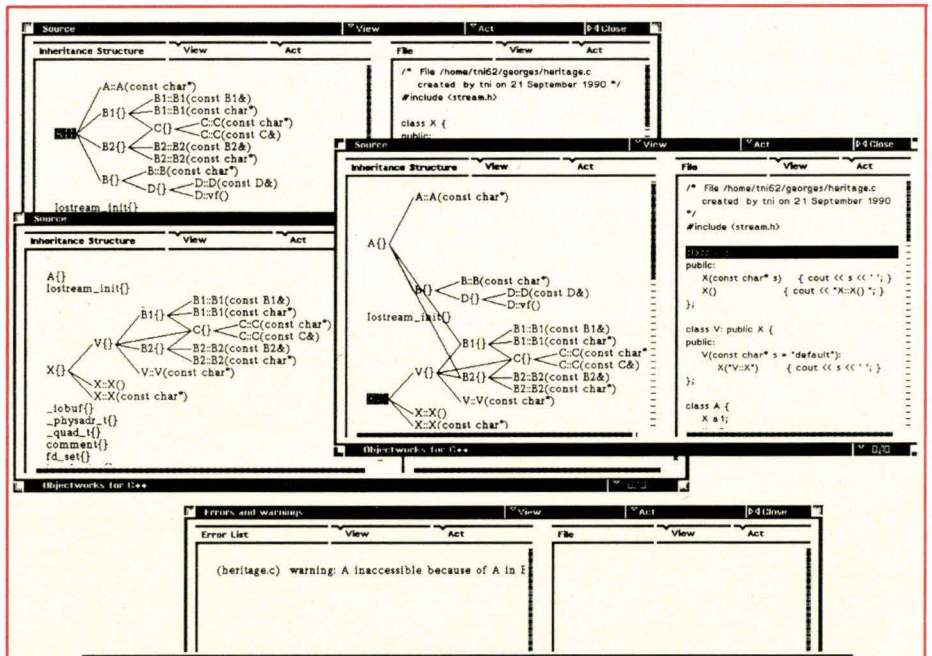 Source View Act Close
Inheritance Structure View Act File View Act
A::A(const char*)
B1::B1(const B1&)
B1{} B1::B1(const char*)
C{} C::C(const char*)
C::C(const C&)
B2{} B2::B2(const B2&)
B2::B2(const char*)
B{} B::B(const char*)
D{} D::D(const D&)
D::vf()
Iostream_init{}
/* File /home/tni62/georges/heritage.c
created by tni on 21 September 1990 */
#include <stream.h>
class X {
public:
Source
Inheritance Structure View Act
A{}
Iostream_init{}
B1::B1(const B1&)
B1{} B1::B1(const char*)
V{} C{} C::C(const char*)
C::C(const C&)
B2{} B2::B2(const B2&)
B2::B2(const char*)
X{} V::V(const char*)
X::X()
X::X(const char*)
_iobuf{}
_physadr_t{}
_quad_t{}
comment{}
fd_set{}
Objectworks for C++
Source View Act Close
Inheritance Structure View Act File View Act
A::A(const char*)
A{}
B{} B::B(const char*)
D{} D::D(const D&)
D::vf()
Iostream_init{}
B1::B1(const B1&)
B1{} B1::B1(const char*)
C{} C::C(const char*
V{} C::C(const C&)
B2{} B2::B2(const B2&)
B2::B2(const char*)
V::V(const char*)
X::X()
X::X(const char*)
/* File /home/tni62/georges/heritage.c
created by tni on 21 September 1990
*/
#include <stream.h>
public:
X(const char* s) { cout << s << ' '; }
X() { cout << "X::X() "; }
};
class V: public X {
public:
V(const char* s = "default"):
X("V::X") { cout << s << ' '; }
};
class A {
X a1;
Objectworks for C++
Errors and warnings View Act Close
Error List View Act File View Act
(heritage.c) warning: A inaccessible because of A in B